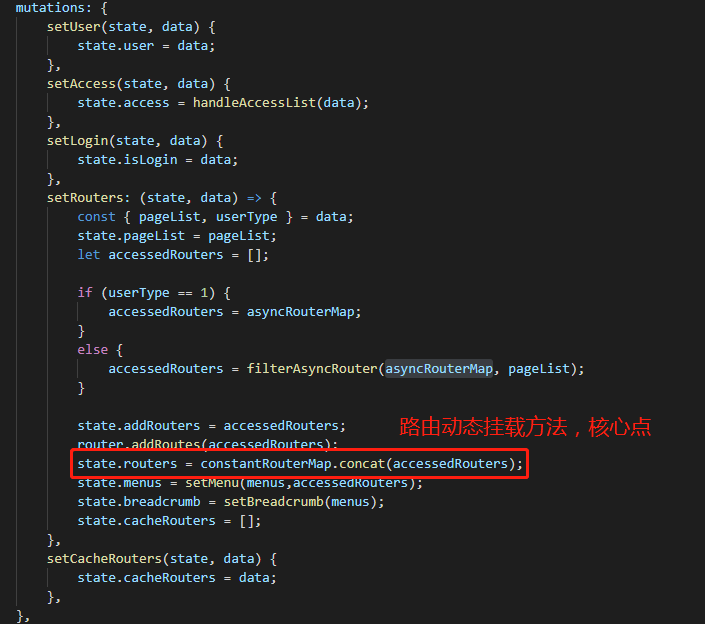 mutations: {
setUser(state, data) {
state.user = data;
},
setAccess(state, data) {
state.access = handleAccessList(data);
},
setLogin(state, data) {
state.isLogin = data;
},
setRouters: (state, data) => {
const { pageList, userType } = data;
state.pageList = pageList;
let accessedRouters = [];
if (userType == 1) {
accessedRouters = asyncRouterMap;
}
else {
accessedRouters = filterAsyncRouter(asyncRouterMap, pageList);
}
state.addRouters = accessedRouters;
路由动态挂载方法，核心点
router.addRoutes(accessedRouters);
state.routers = constantRouterMap.concat(accessedRouters);
state.menus = setMenu(menus,accessedRouters);
state.breadcrumb = setBreadcrumb(menus);
state.cacheRouters = [];
},
setCacheRouters(state, data) {
state.cacheRouters = data;
},
},